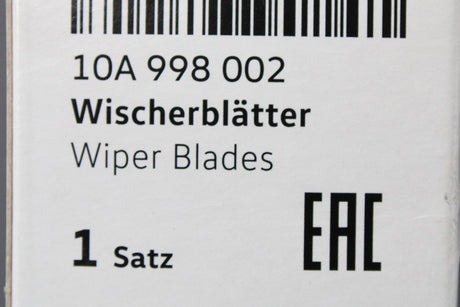 10A 998 002
Wischerblätter
Wiper Blades
1 Satz
EAC